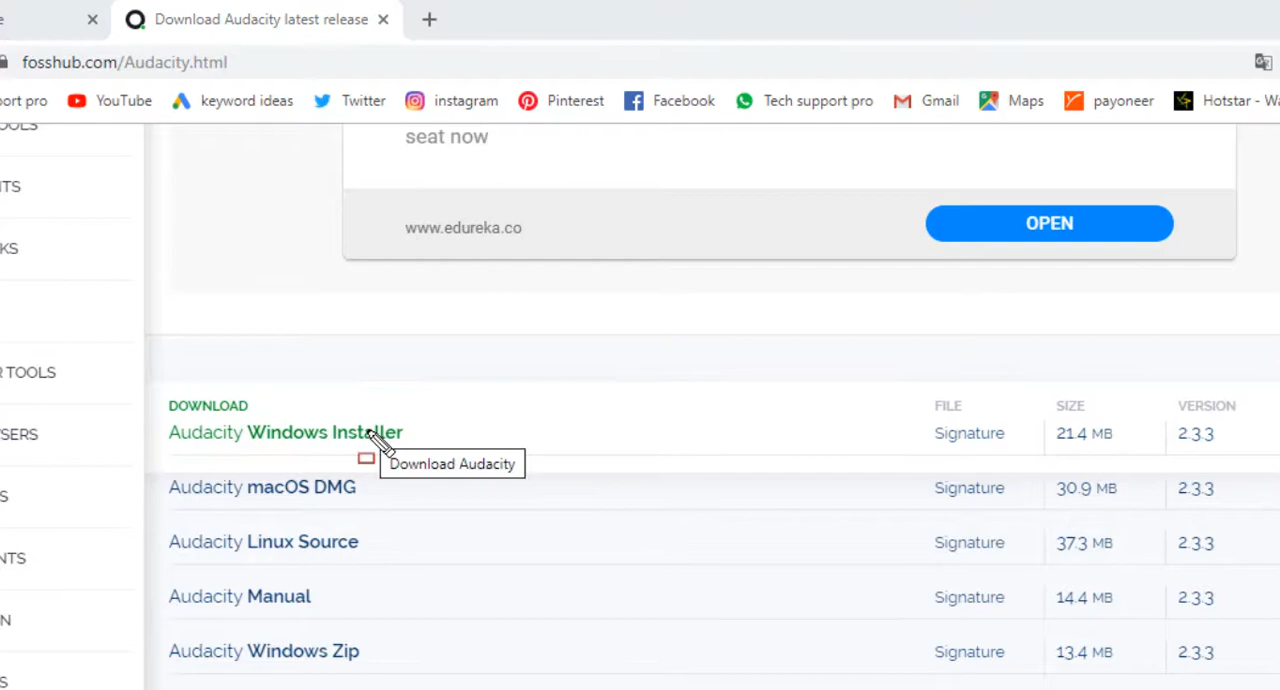 e Download Audacity latest release
fosshub.com/Audacity.html
ort pro YouTube keyword ideas Twitter instagram Pinterest Facebook Tech support pro Gmail Maps payoneer Hotstar - Wa
OOLS
seat now
NTS
www.edureka.co OPEN
KS
R TOOLS
DOWNLOAD FILE SIZE VERSION
Audacity Windows Installer Signature 21.4 MB 2.3.3
SERS
Download Audacity
Audacity macOS DMG Signature 30.9 MB 2.3.3
S
Audacity Linux Source Signature 37.3 MB 2.3.3
NTS
Audacity Manual Signature 14.4 MB 2.3.3
N
Audacity Windows Zip Signature 13.4 MB 2.3.3
S